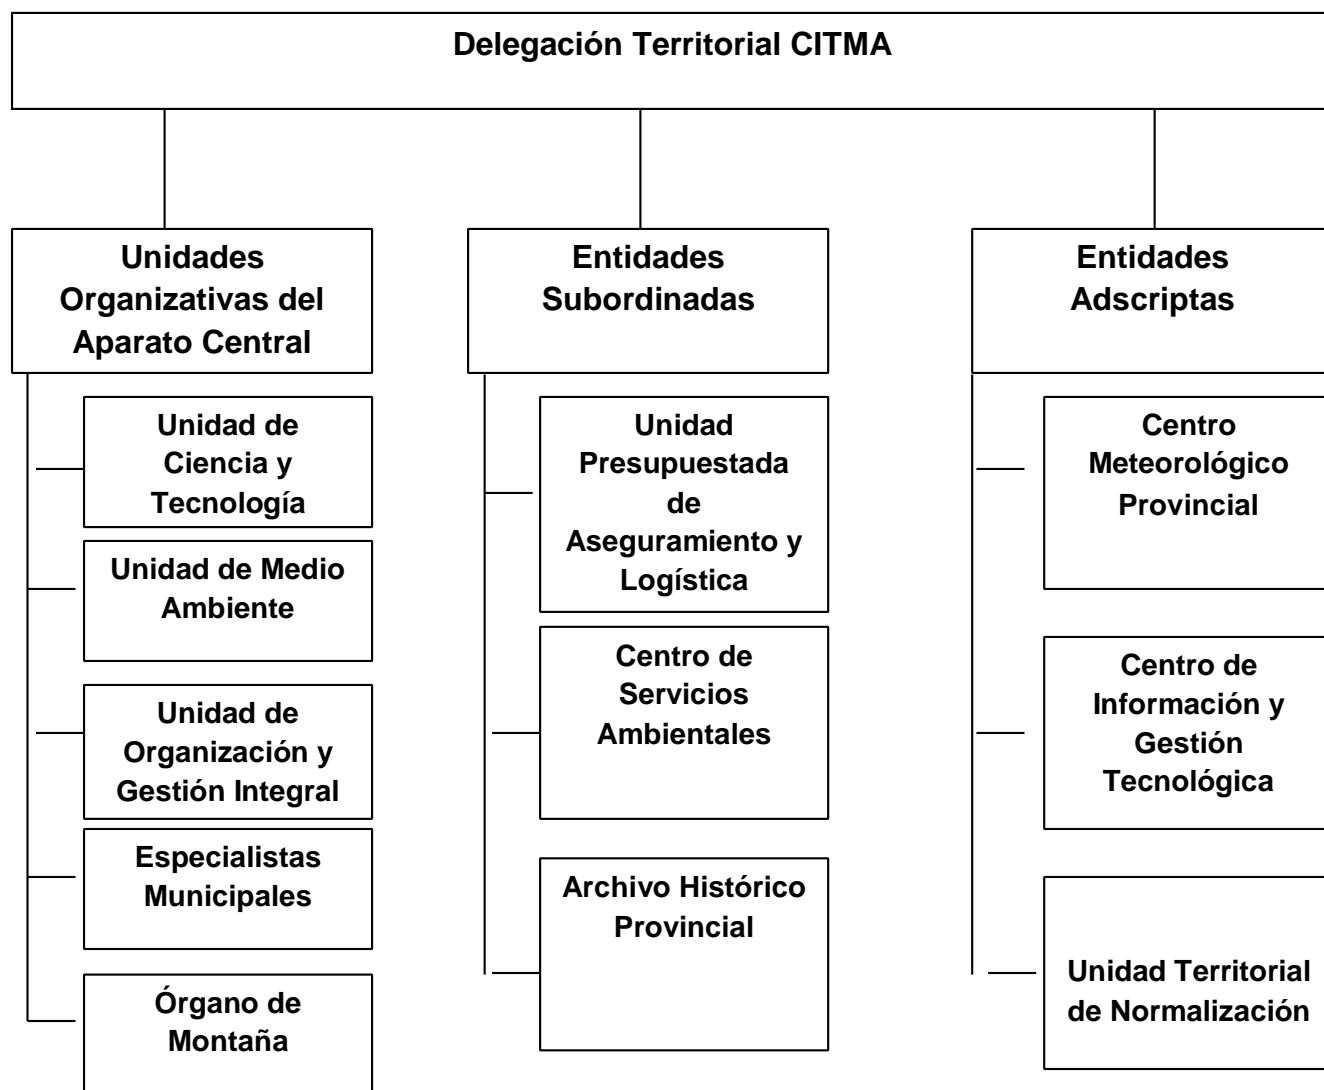 Delegación Territorial CITMA
Unidades
Organizativas del
Aparato Central
Unidad de
Ciencia y
Tecnología
Unidad de Medio
Ambiente
Unidad de
Organización y
Gestión Integral
Especialistas
Municipales
Órgano de
Montaña
Entidades
Subordinadas
Unidad
Presupuestada
de
Aseguramiento y
Logística
Centro de
Servicios
Ambientales
Archivo Histórico
Provincial
Entidades
Adscriptas
Centro
Meteorológico
Provincial
Centro de
Información y
Gestión
Tecnológica
Unidad Territorial
de Normalización